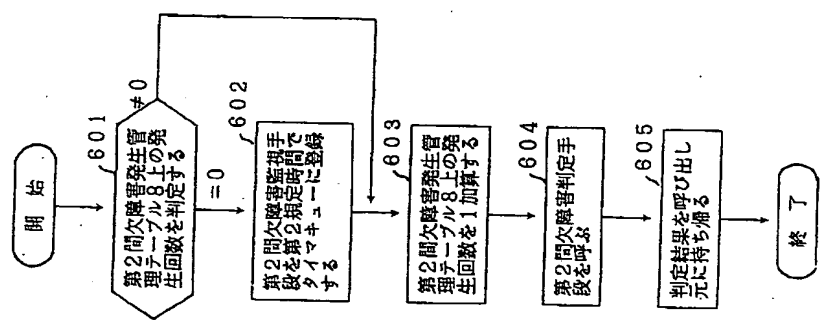 開始
601
第2間欠障害発生管
理テーブル8上の発
生回数を判定する
≠0
=0
602
第2間欠障害監視手
段を第2規定時間で
タイマキューに登録
する
603
第2間欠障害発生管
理テーブル8上の発
生回数を1加算する
604
第2間欠障害判定手
段を呼ぶ
605
判定結果を呼び出し
元に持ち帰る
終了